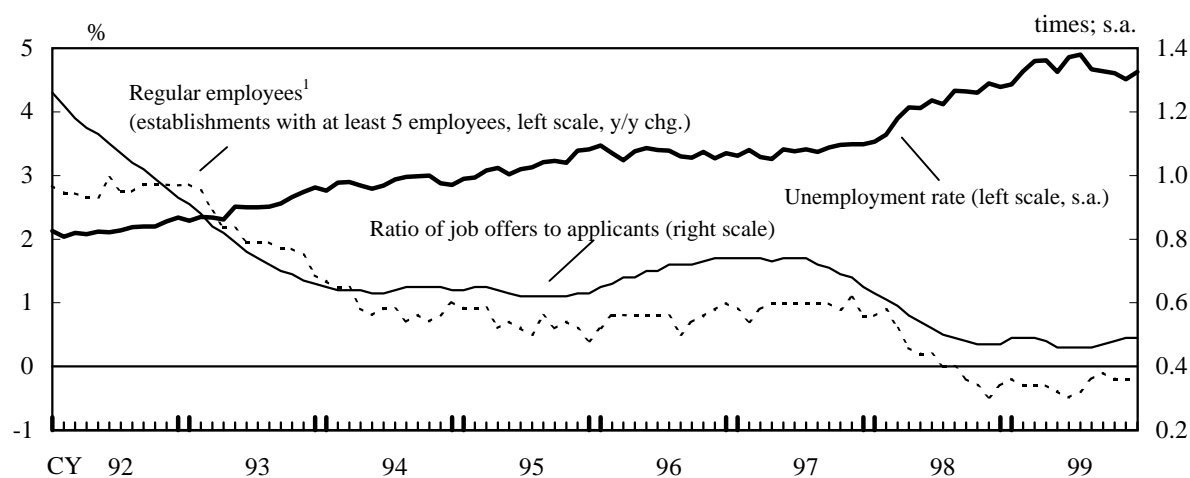 %
times; s.a.
5
4
3
2
1
0
-1
1.4
1.2
1.0
0.8
0.6
0.4
0.2
Regular employees1
(establishments with at least 5 employees, left scale, y/y chg.)
Unemployment rate (left scale, s.a.)
Ratio of job offers to applicants (right scale)
CY 92 93 94 95 96 97 98 99